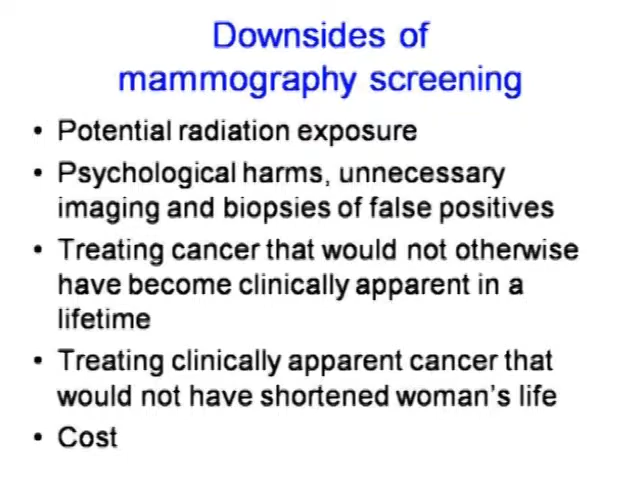 Downsides of
mammography screening
• Potential radiation exposure
• Psychological harms, unnecessary
imaging and biopsies of false positives
• Treating cancer that would not otherwise
have become clinically apparent in a
lifetime
• Treating clinically apparent cancer that
would not have shortened woman's life
• Cost